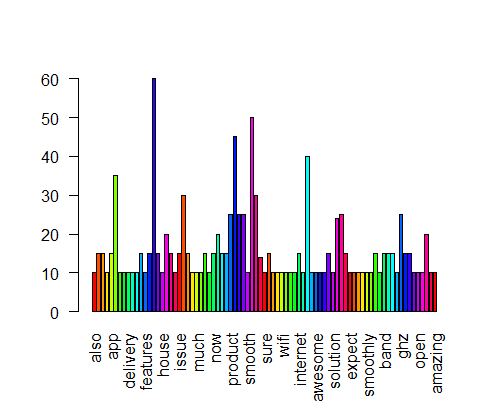 60
50
40
30
20
10
0
also
app
delivery
features
house
issue
much
now
product
smooth
sure
wifi
internet
awesome
solution
expect
smoothly
band
ghz
open
amazing